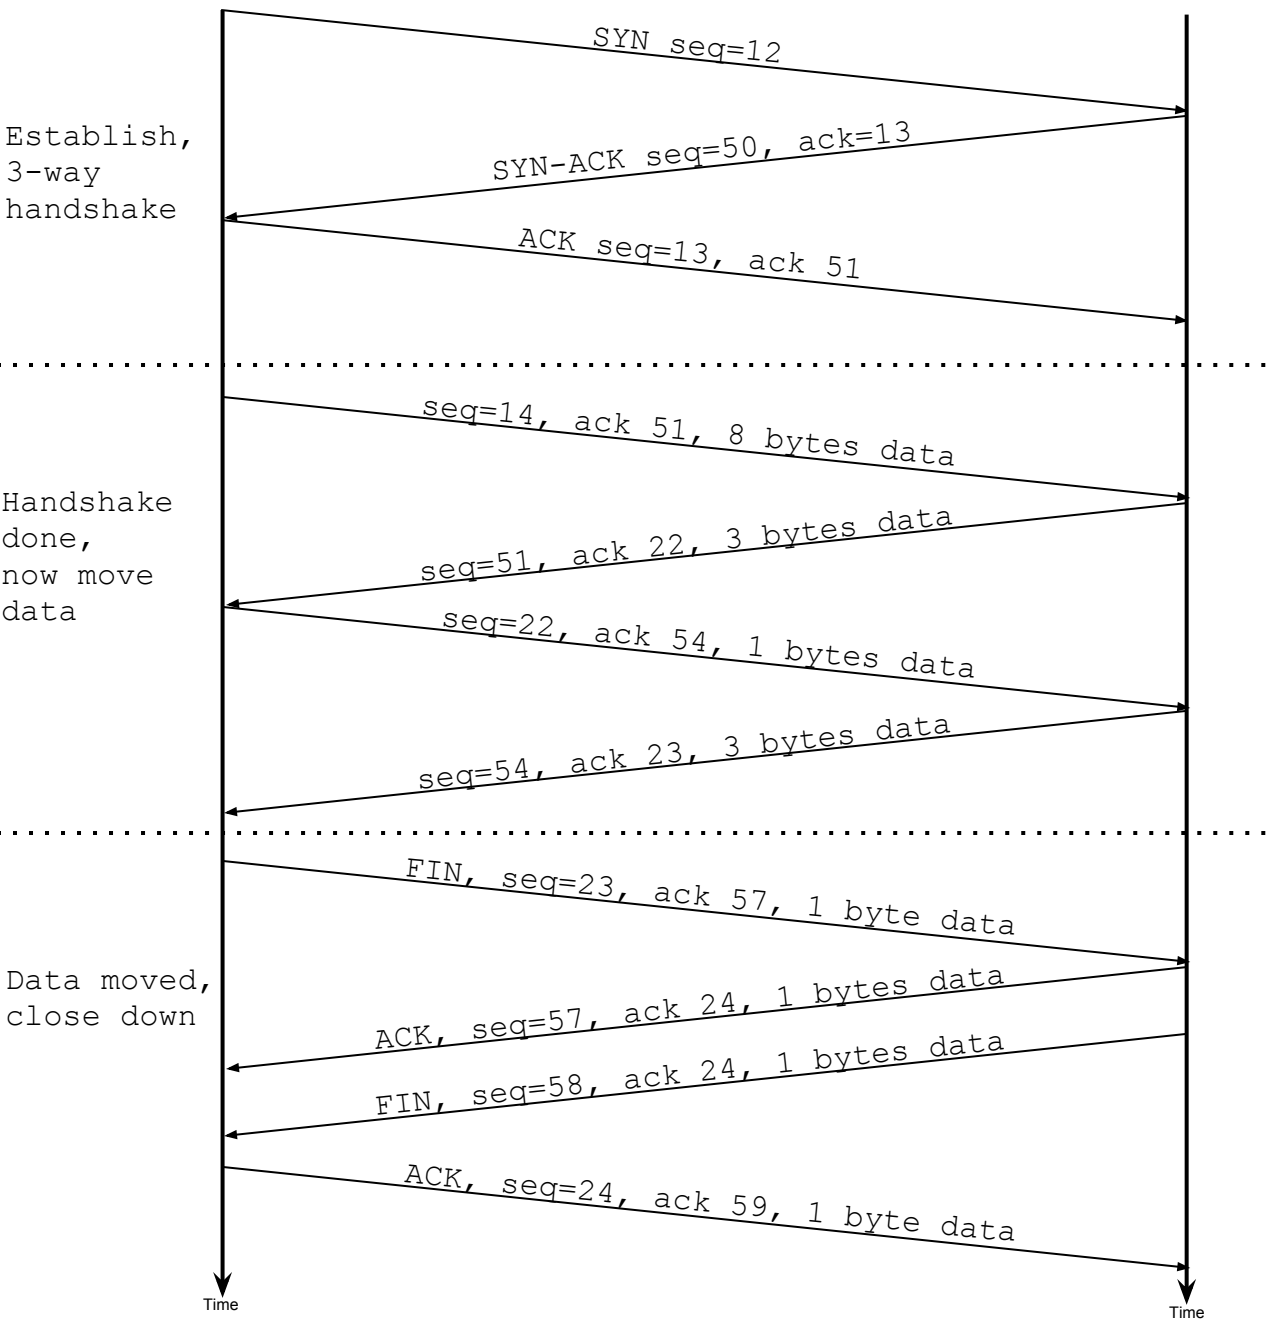 SYN seq=12
SYN-ACK seq=50, ack=13
Establish,
3-way
handshake
ACK seq=13, ack 51
seq=14, ack 51, 8 bytes data
Handshake
done,
now move
data
seq=51, ack 22, 3 bytes data
seq=22, ack 54, 1 bytes data
seq=54, ack 23, 3 bytes data
FIN, seq=23, ack 57, 1 byte data
Data moved,
close down
ACK, seq=57, ack 24, 1 bytes data
FIN, seq=58, ack 24, 1 bytes data
ACK, seq=24, ack 59, 1 byte data
Time
Time